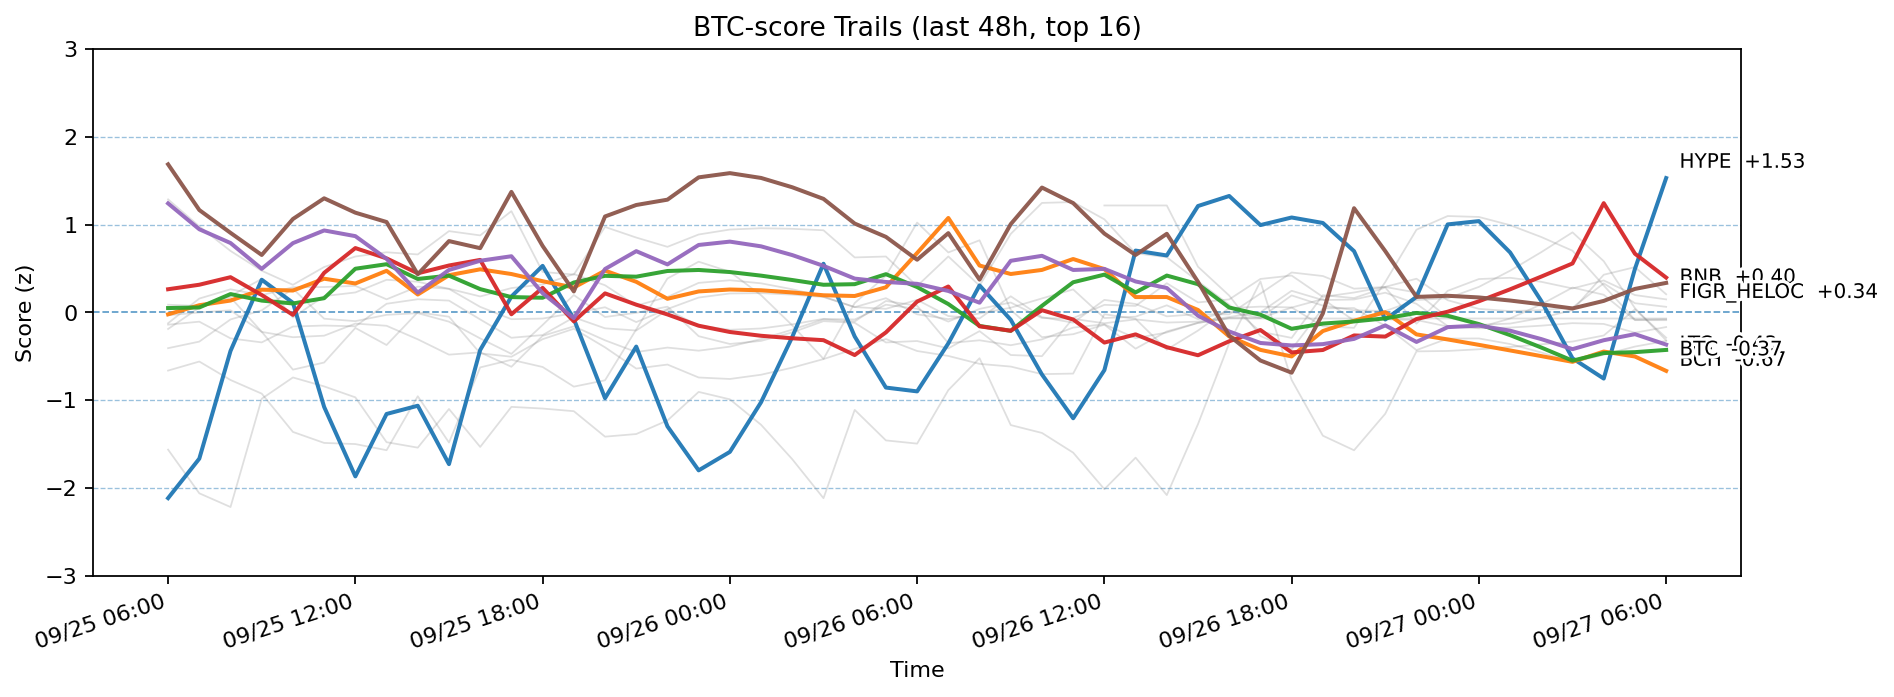 BTC-score Trails (last 48h, top 16)
Score (z)
3
2
1
0
−1
−2
−3
HYPE +1.53
BNB +0.40
FIGR_HELOC +0.34
BTC -0.37
BCH -0.67
09/25 06:00
09/25 12:00
09/25 18:00
09/26 00:00
09/26 06:00
09/26 12:00
09/26 18:00
09/27 00:00
09/27 06:00
Time